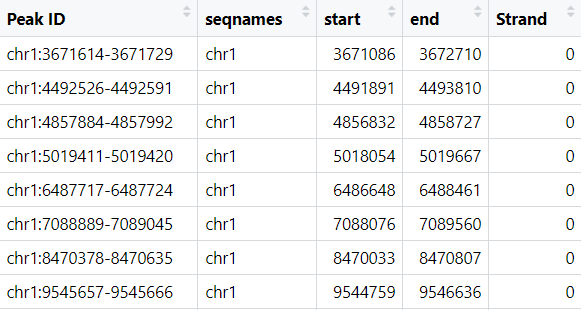 Peak ID seqnames start end Strand
chr1:3671614-3671729 chr1 3671086 3672710 0
chr1:4492526-4492591 chr1 4491891 4493810 0
chr1:4857884-4857992 chr1 4856832 4858727 0
chr1:5019411-5019420 chr1 5018054 5019667 0
chr1:6487717-6487724 chr1 6486648 6488461 0
chr1:7088889-7089045 chr1 7088076 7089560 0
chr1:8470378-8470635 chr1 8470033 8470807 0
chr1:9545657-9545666 chr1 9544759 9546636 0